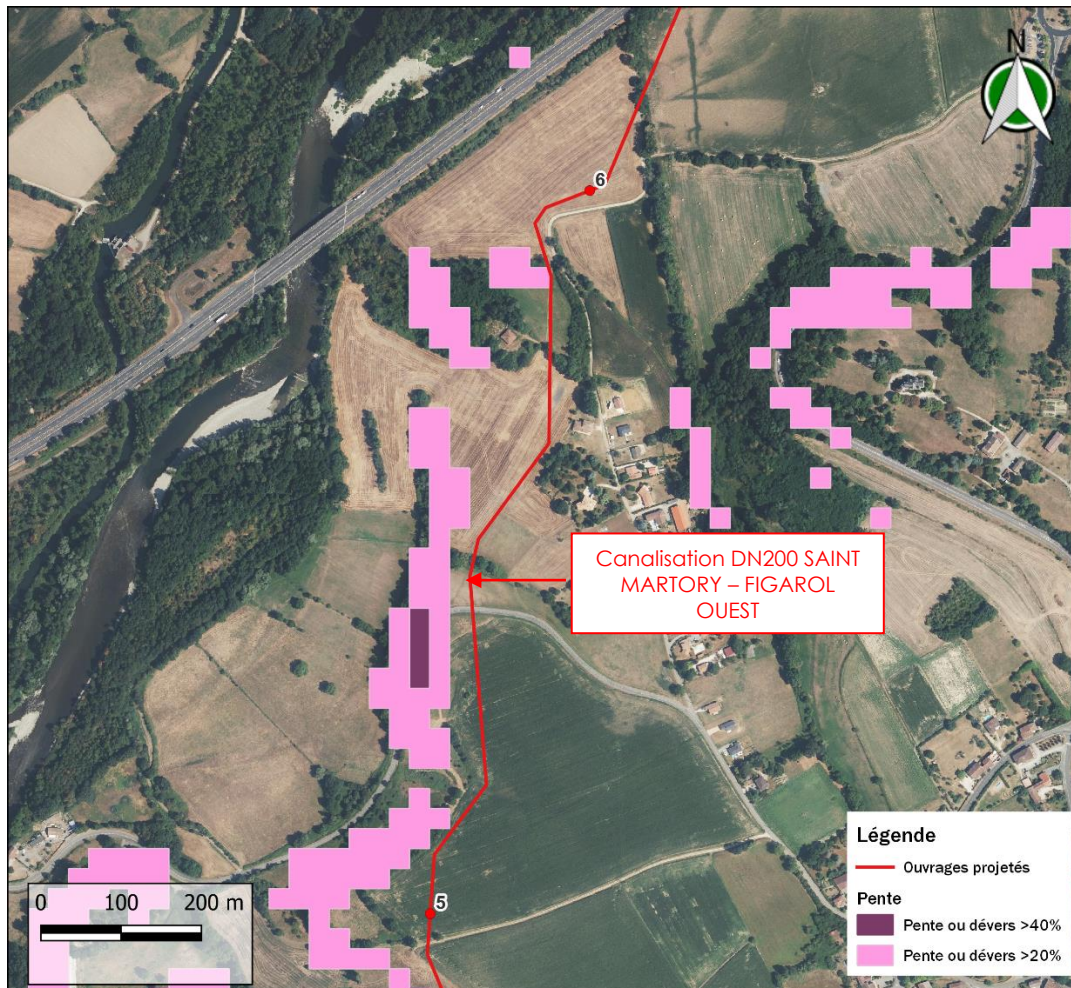 N
6
Canalisation DN200 SAINT
MARTORY – FIGAROL
OUEST
5
Légende
Ouvrages projetés
Pente
Pente ou dévers >40%
Pente ou dévers >20%
0 100 200 m